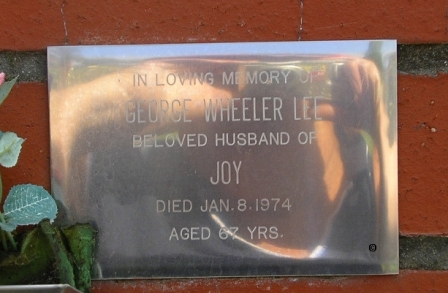 IN LOVING MEMORY OF
GEORGE WHEELER LEE
BELOVED HUSBAND OF
JOY
DIED JAN. 8. 1974
AGED 67 YRS.